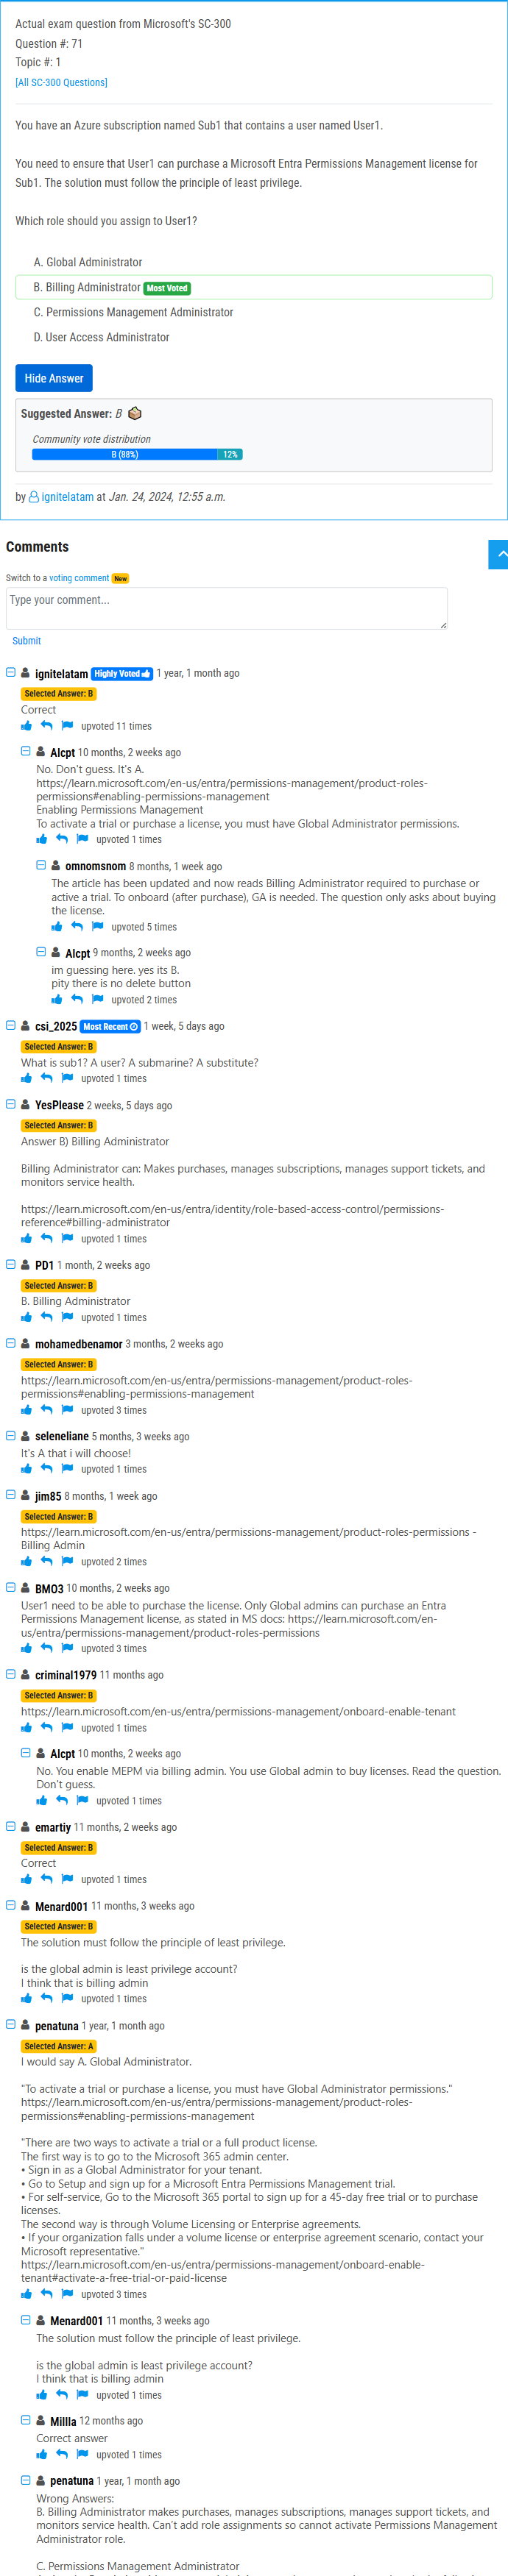 Actual exam question from Microsoft's SC-300
Question #: 71
Topic #: 1
[All SC-300 Questions]
You have an Azure subscription named Sub1 that contains a user named User1.
You need to ensure that User1 can purchase a Microsoft Entra Permissions Management license for
Sub1. The solution must follow the principle of least privilege.
Which role should you assign to User1?
A. Global Administrator
B. Billing Administrator Most Voted
C. Permissions Management Administrator
D. User Access Administrator
Hide Answer
Suggested Answer: B
Community vote distribution
B (88%) 12%
by ignitelatam at Jan. 24, 2024, 12:55 a.m.
Comments
Switch to a voting comment New
Type your comment...
Submit
ignitelatam Highly Voted 1 year, 1 month ago
Selected Answer: B
Correct
upvoted 11 times
Alcpt 10 months, 2 weeks ago
No. Don't guess. It's A.
https://learn.microsoft.com/en-us/entra/permissions-management/product-roles-
permissions#enabling-permissions-management
Enabling Permissions Management
To activate a trial or purchase a license, you must have Global Administrator permissions.
upvoted 1 times
omnomsnom 8 months, 1 week ago
The article has been updated and now reads Billing Administrator required to purchase or
active a trial. To onboard (after purchase), GA is needed. The question only asks about buying
the license.
upvoted 5 times
Alcpt 9 months, 2 weeks ago
im guessing here. yes its B.
pity there is no delete button
upvoted 2 times
csi_2025 Most Recent 1 week, 5 days ago
Selected Answer: B
What is sub1? A user? A submarine? A substitute?
upvoted 1 times
YesPlease 2 weeks, 5 days ago
Selected Answer: B
Answer B) Billing Administrator
Billing Administrator can: Makes purchases, manages subscriptions, manages support tickets, and
monitors service health.
https://learn.microsoft.com/en-us/entra/identity/role-based-access-control/permissions-
reference#billing-administrator
upvoted 1 times
PD1 1 month, 2 weeks ago
Selected Answer: B
B. Billing Administrator
upvoted 1 times
mohamedbenamor 3 months, 2 weeks ago
Selected Answer: B
https://learn.microsoft.com/en-us/entra/permissions-management/product-roles-
permissions#enabling-permissions-management
upvoted 3 times
seleneliane 5 months, 3 weeks ago
It's A that i will choose!
upvoted 1 times
jim85 8 months, 1 week ago
Selected Answer: B
https://learn.microsoft.com/en-us/entra/permissions-management/product-roles-permissions -
Billing Admin
upvoted 2 times
BMO3 10 months, 2 weeks ago
User1 need to be able to purchase the license. Only Global admins can purchase an Entra
Permissions Management license, as stated in MS docs: https://learn.microsoft.com/en-
us/entra/permissions-management/product-roles-permissions
upvoted 3 times
criminal1979 11 months ago
Selected Answer: B
https://learn.microsoft.com/en-us/entra/permissions-management/onboard-enable-tenant
upvoted 1 times
Alcpt 10 months, 2 weeks ago
No. You enable MEPM via billing admin. You use Global admin to buy licenses. Read the question.
Don't guess.
upvoted 1 times
emartiy 11 months, 2 weeks ago
Selected Answer: B
Correct
upvoted 1 times
Menard001 11 months, 3 weeks ago
Selected Answer: B
The solution must follow the principle of least privilege.
is the global admin is least privilege account?
I think that is billing admin
upvoted 1 times
penatuna 1 year, 1 month ago
Selected Answer: A
I would say A. Global Administrator.
"To activate a trial or purchase a license, you must have Global Administrator permissions."
https://learn.microsoft.com/en-us/entra/permissions-management/product-roles-
permissions#enabling-permissions-management
"There are two ways to activate a trial or a full product license.
The first way is to go to the Microsoft 365 admin center.
• Sign in as a Global Administrator for your tenant.
• Go to Setup and sign up for a Microsoft Entra Permissions Management trial.
• For self-service, Go to the Microsoft 365 portal to sign up for a 45-day free trial or to purchase
licenses.
The second way is through Volume Licensing or Enterprise agreements.
• If your organization falls under a volume license or enterprise agreement scenario, contact your
Microsoft representative."
https://learn.microsoft.com/en-us/entra/permissions-management/onboard-enable-
tenant#activate-a-free-trial-or-paid-license
upvoted 3 times
Menard001 11 months, 3 weeks ago
The solution must follow the principle of least privilege.
is the global admin is least privilege account?
I think that is billing admin
upvoted 1 times
Millla 12 months ago
Correct answer
upvoted 1 times
penatuna 1 year, 1 month ago
Wrong Answers:
B. Billing Administrator makes purchases, manages subscriptions, manages support tickets, and
monitors service health. Can't add role assignments so cannot activate Permissions Management
Administrator role.
C. Permissions Management Administrator